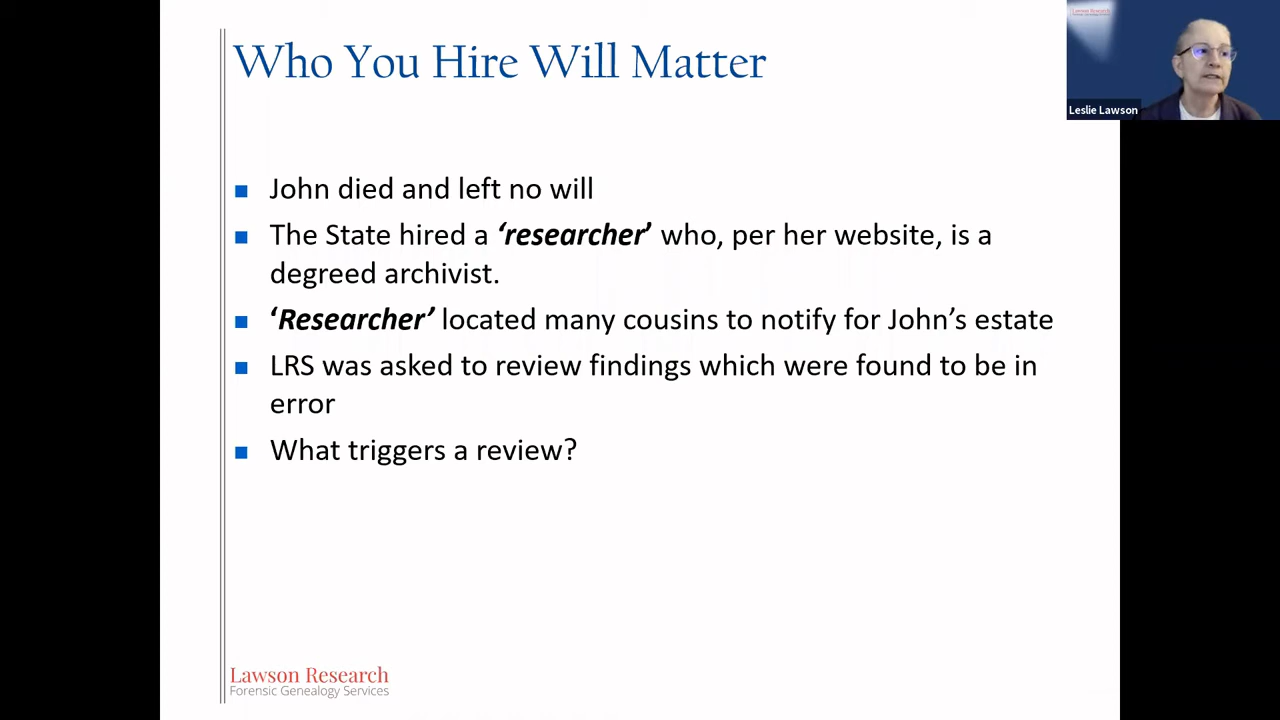 Who You Hire Will Matter
Lawson Research
Leslie Lawson
John died and left no will
The State hired a ‘researcher’ who, per her website, is a
degreed archivist.
‘Researcher’ located many cousins to notify for John’s estate
LRS was asked to review findings which were found to be in
error
What triggers a review?
Lawson Research
Forensic Genealogy Services